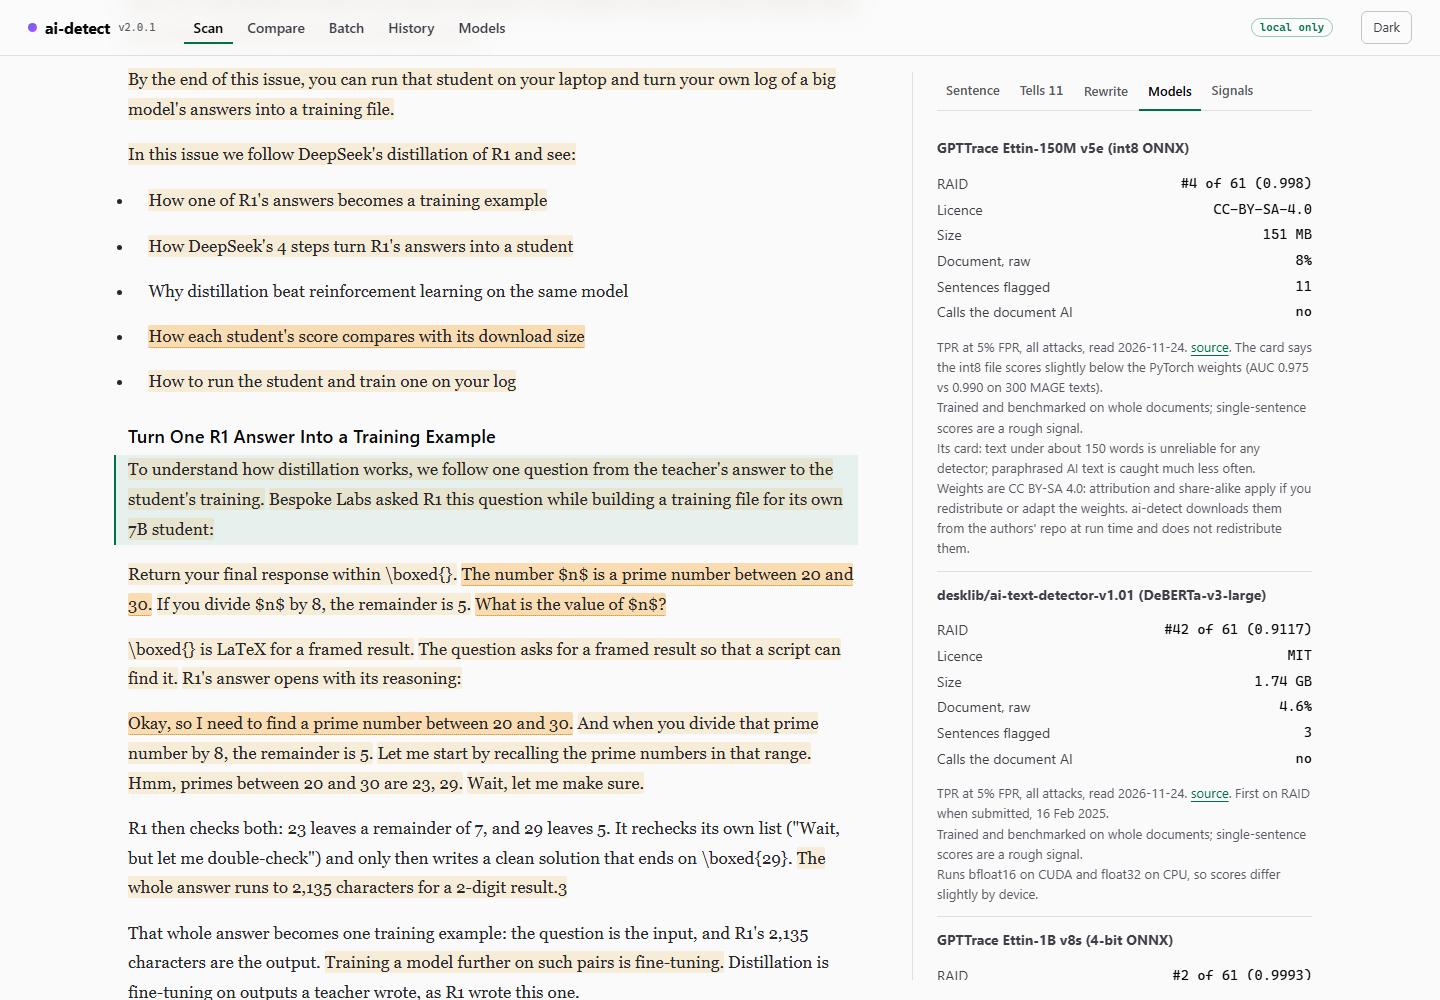 ai-detect v2.0.1 Scan Compare Batch History Models local only Dark
By the end of this issue, you can run that student on your laptop and turn your own log of a big
model's answers into a training file.
In this issue we follow DeepSeek's distillation of R1 and see:
• How one of R1's answers becomes a training example
• How DeepSeek's 4 steps turn R1's answers into a student
• Why distillation beat reinforcement learning on the same model
• How each student's score compares with its download size
• How to run the student and train one on your log
Turn One R1 Answer Into a Training Example
To understand how distillation works, we follow one question from the teacher's answer to the
student's training. Bespoke Labs asked R1 this question while building a training file for its own
7B student:
Return your final response within \boxed{}. The number $n$ is a prime number between 20 and
30. If you divide $n$ by 8, the remainder is 5. What is the value of $n$?
\boxed{} is LaTeX for a framed result. The question asks for a framed result so that a script can
find it. R1's answer opens with its reasoning:
Okay, so I need to find a prime number between 20 and 30. And when you divide that prime
number by 8, the remainder is 5. Let me start by recalling the prime numbers in that range.
Hmm, primes between 20 and 30 are 23, 29. Wait, let me make sure.
R1 then checks both: 23 leaves a remainder of 7, and 29 leaves 5. It rechecks its own list ("Wait,
but let me double-check") and only then writes a clean solution that ends on \boxed{29}. The
whole answer runs to 2,135 characters for a 2-digit result.3
That whole answer becomes one training example: the question is the input, and R1's 2,135
characters are the output. Training a model further on such pairs is fine-tuning. Distillation is
fine-tuning on outputs a teacher wrote, as R1 wrote this one.
Sentence Tells 11 Rewrite Models Signals
GPTTrace Ettin-150M v5e (int8 ONNX)
RAID #4 of 61 (0.998)
Licence CC-BY-SA-4.0
Size 151 MB
Document, raw 8%
Sentences flagged 11
Calls the document AI no
TPR at 5% FPR, all attacks, read 2026-11-24. source. The card says
the int8 file scores slightly below the PyTorch weights (AUC 0.975
vs 0.990 on 300 MAGE texts).
Trained and benchmarked on whole documents; single-sentence
scores are a rough signal.
Its card: text under about 150 words is unreliable for any
detector; paraphrased AI text is caught much less often.
Weights are CC BY-SA 4.0: attribution and share-alike apply if you
redistribute or adapt the weights. ai-detect downloads them
from the authors' repo at run time and does not redistribute
them.
desklib/ai-text-detector-v1.01 (DeBERTa-v3-large)
RAID #42 of 61 (0.9117)
Licence MIT
Size 1.74 GB
Document, raw 4.6%
Sentences flagged 3
Calls the document AI no
TPR at 5% FPR, all attacks, read 2026-11-24. source. First on RAID
when submitted, 16 Feb 2025.
Trained and benchmarked on whole documents; single-sentence
scores are a rough signal.
Runs bfloat16 on CUDA and float32 on CPU, so scores differ
slightly by device.
GPTTrace Ettin-1B v8s (4-bit ONNX)
RAID #2 of 61 (0.9993)